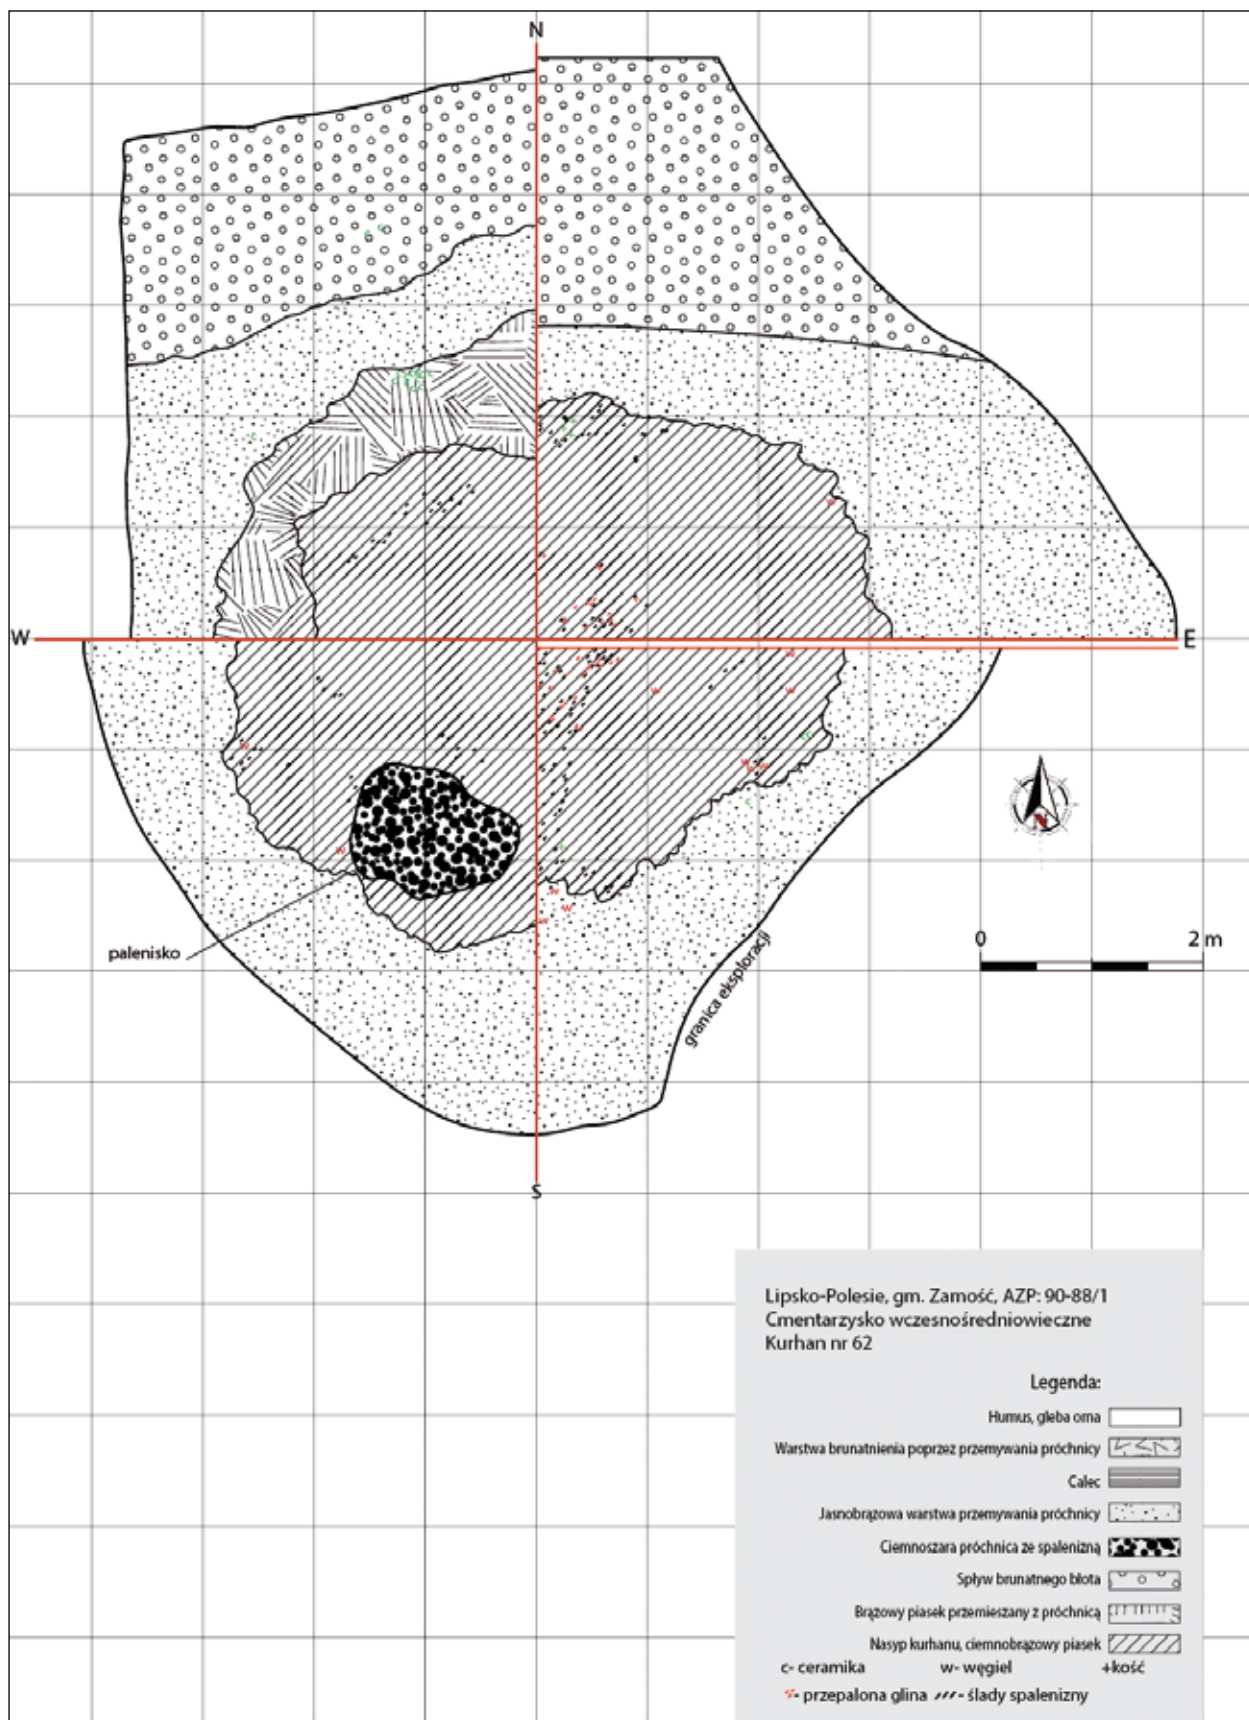 N
W
E
palenisko
granica eksploracji
0 2 m
S
Lipsko-Polesie, gm. Zamość, AZP: 90-88/1
Cmentarzysko wczesnośredniowieczne
Kurhan nr 62
Legenda:
Humus, gleba orna
Warstwa brunatnienia poprzez przemywania próchnicy
Calec
Jasnobrązowa warstwa przemywania próchnicy
Ciemnoszara próchnica ze spalenizną
Spływ brunatnego błota
Brązowy piasek przemieszany z próchnicą
Nasyp kurhanu, ciemnobrązowy piasek
c- ceramika w- węgiel +kość
- przepalona glina - ślady spalenizny